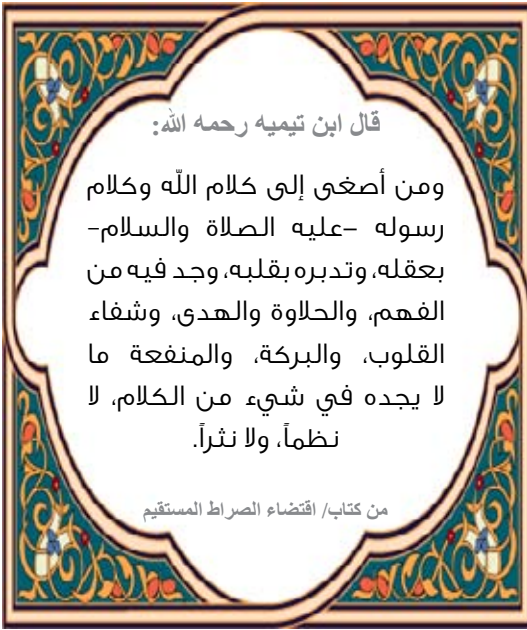 قال ابن تيميه رحمه الله:
ومن أصغى إلى كلام الله وكلام
رسوله –عليه الصلاة والسلام-
بعقله، وتدبره بقلبه، وجد فيه من
الفهم، والحلاوة والهدى، وشفاء
القلوب، والبركة، والمنفعة ما
لا يجده في شيء من الكلام، لا
نظماً، ولا نثراً.
من كتاب/ اقتضاء الصراط المستقيم